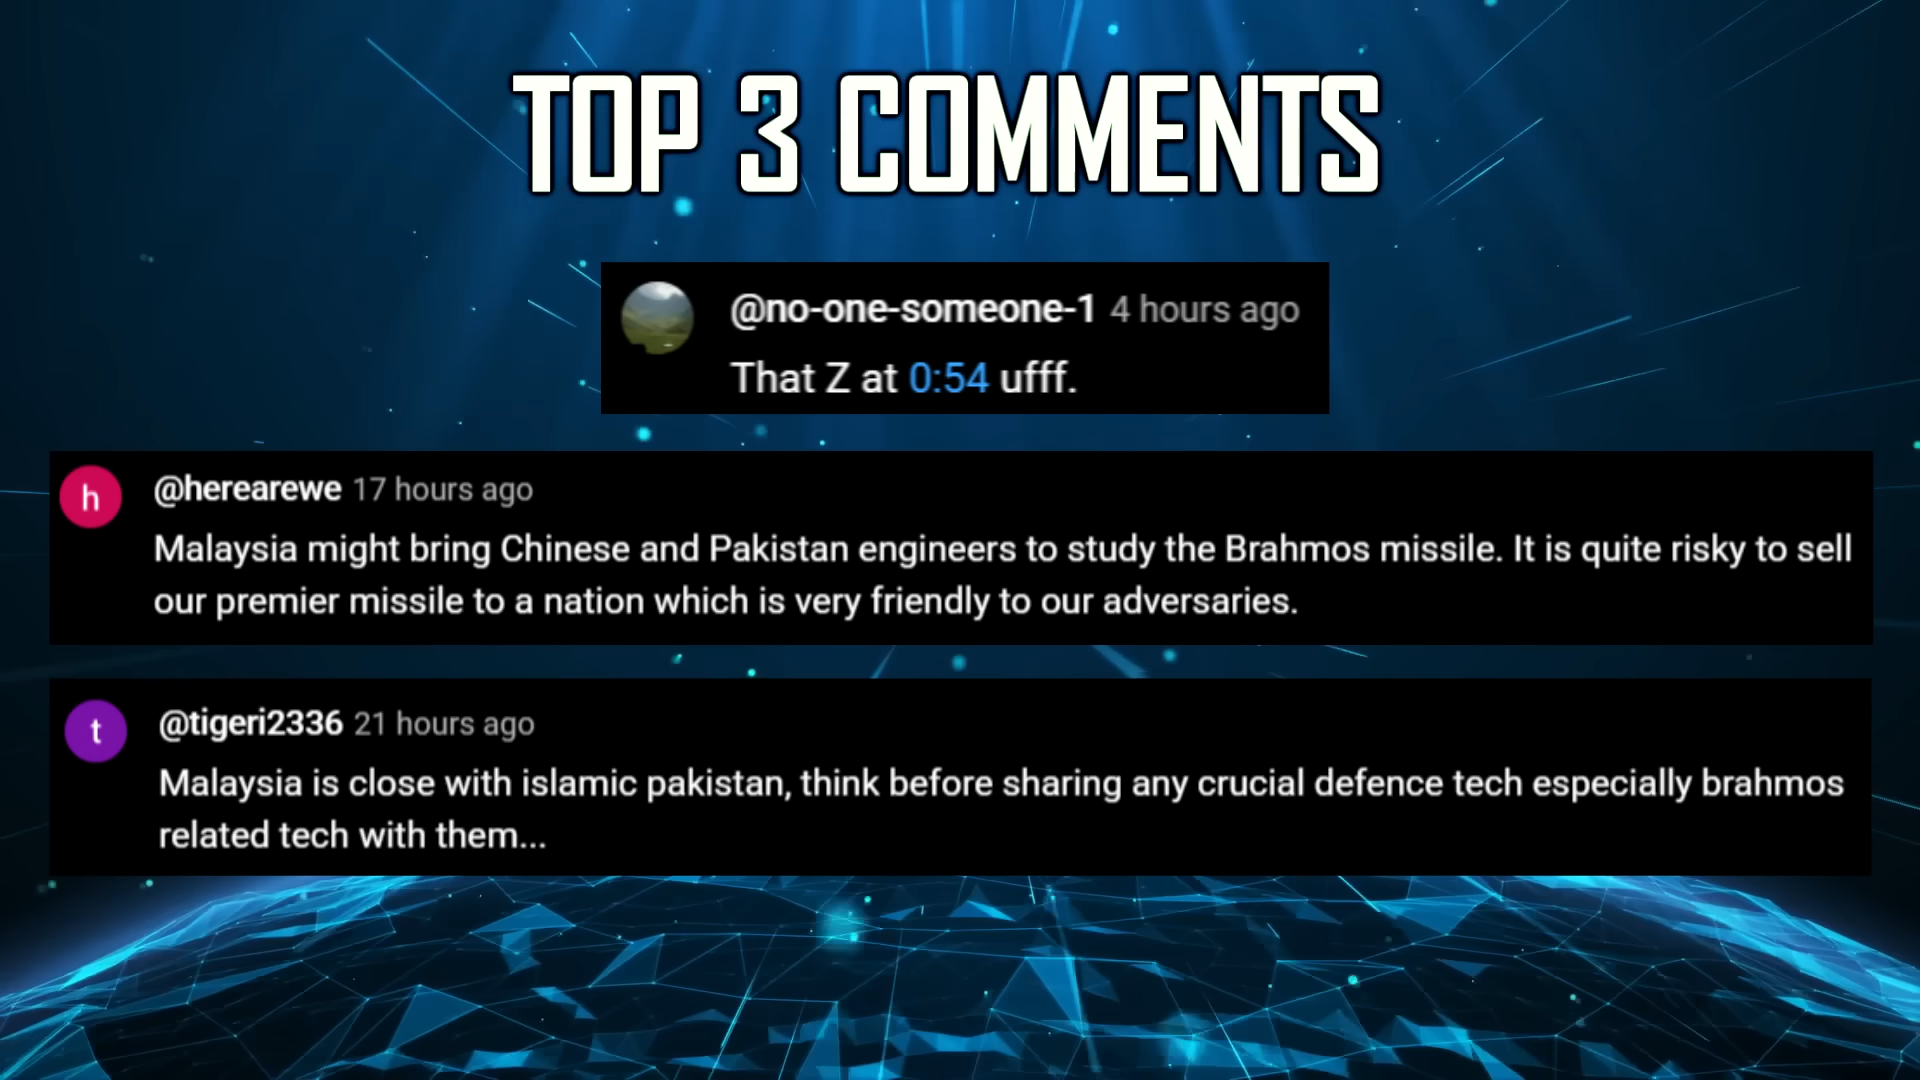 TOP 3 COMMENTS
@no-one-someone-1 4 hours ago
That Z at 0:54 ufff.
h
@herearewe 17 hours ago
Malaysia might bring Chinese and Pakistan engineers to study the Brahmos missile. It is quite risky to sell
our premier missile to a nation which is very friendly to our adversaries.
t
@tigeri2336 21 hours ago
Malaysia is close with islamic pakistan, think before sharing any crucial defence tech especially brahmos
related tech with them...